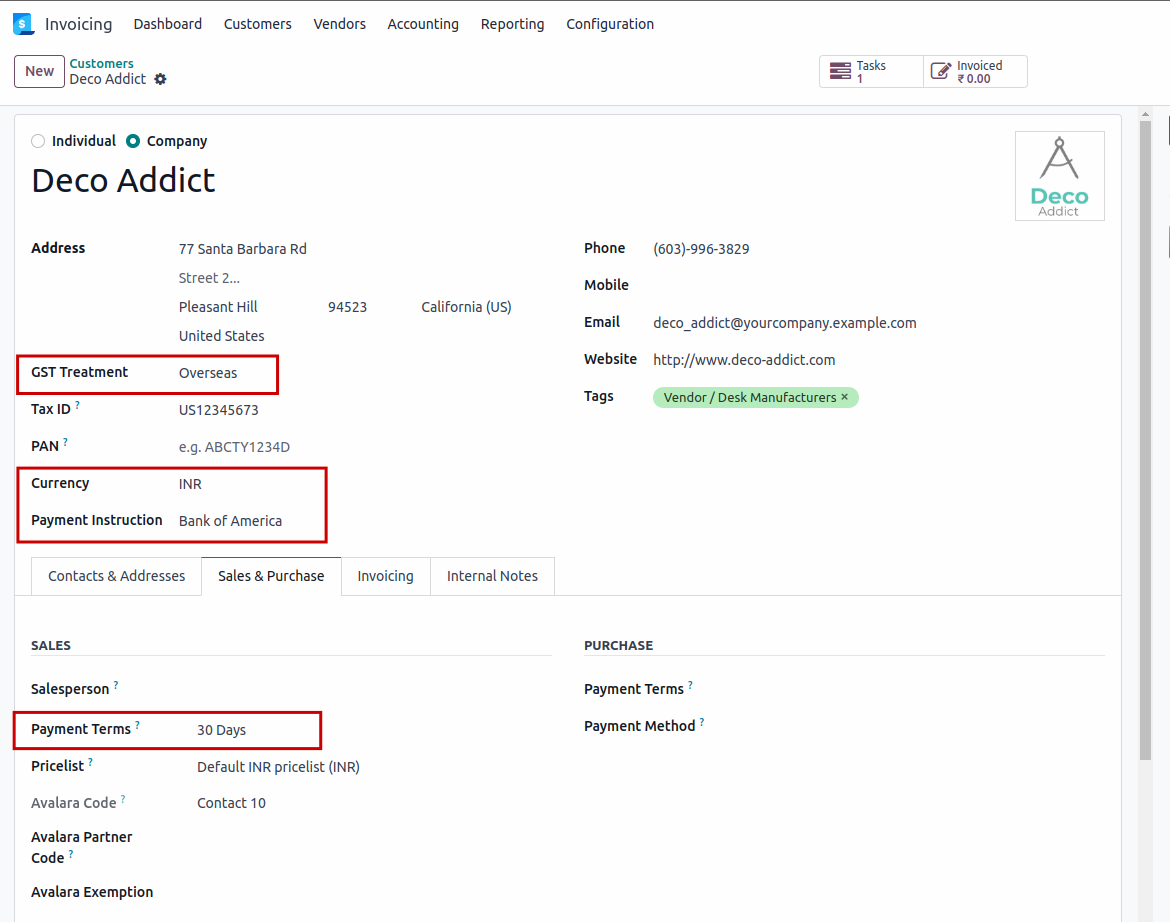 $ Invoicing Dashboard Customers Vendors Accounting Reporting Configuration
New Customers
Deco Addict
Tasks
1
Invoiced
₹ 0.00
Individual Company
Deco Addict
Deco
Addict
Address 77 Santa Barbara Rd
Street 2...
Pleasant Hill 94523 California (US)
United States
GST Treatment Overseas
Tax ID ? US12345673
PAN ? e.g. ABCTY1234D
Currency INR
Payment Instruction Bank of America
Phone (603)-996-3829
Mobile
Email deco_addict@yourcompany.example.com
Website http://www.deco-addict.com
Tags Vendor / Desk Manufacturers ×
Contacts & Addresses Sales & Purchase Invoicing Internal Notes
SALES
Salesperson ?
Payment Terms ? 30 Days
Pricelist ? Default INR pricelist (INR)
Avalara Code ? Contact 10
Avalara Partner
Code ?
Avalara Exemption
PURCHASE
Payment Terms ?
Payment Method ?